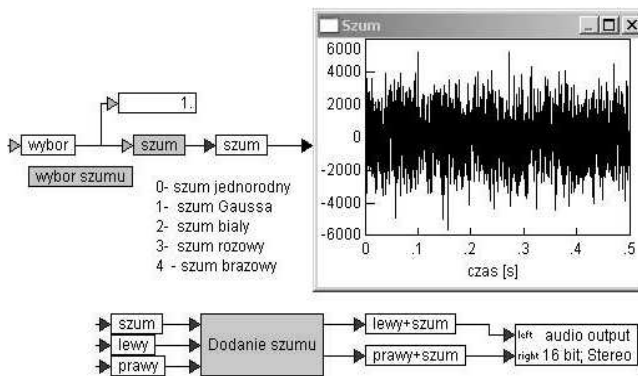 Szum
6000
4000
2000
0
-2000
-4000
-6000
0
.1
.2
.3
.4
.5
czas [s]
1.
wybor
szum
szum
wybor szumu
0- szum jednorodny
1- szum Gaussa
2- szum bialy
3- szum rozowy
4 - szum brazowy
szum
lewy
prawy
Dodanie szumu
lewy+szum
prawy+szum
left audio output
right 16 bit; Stereo